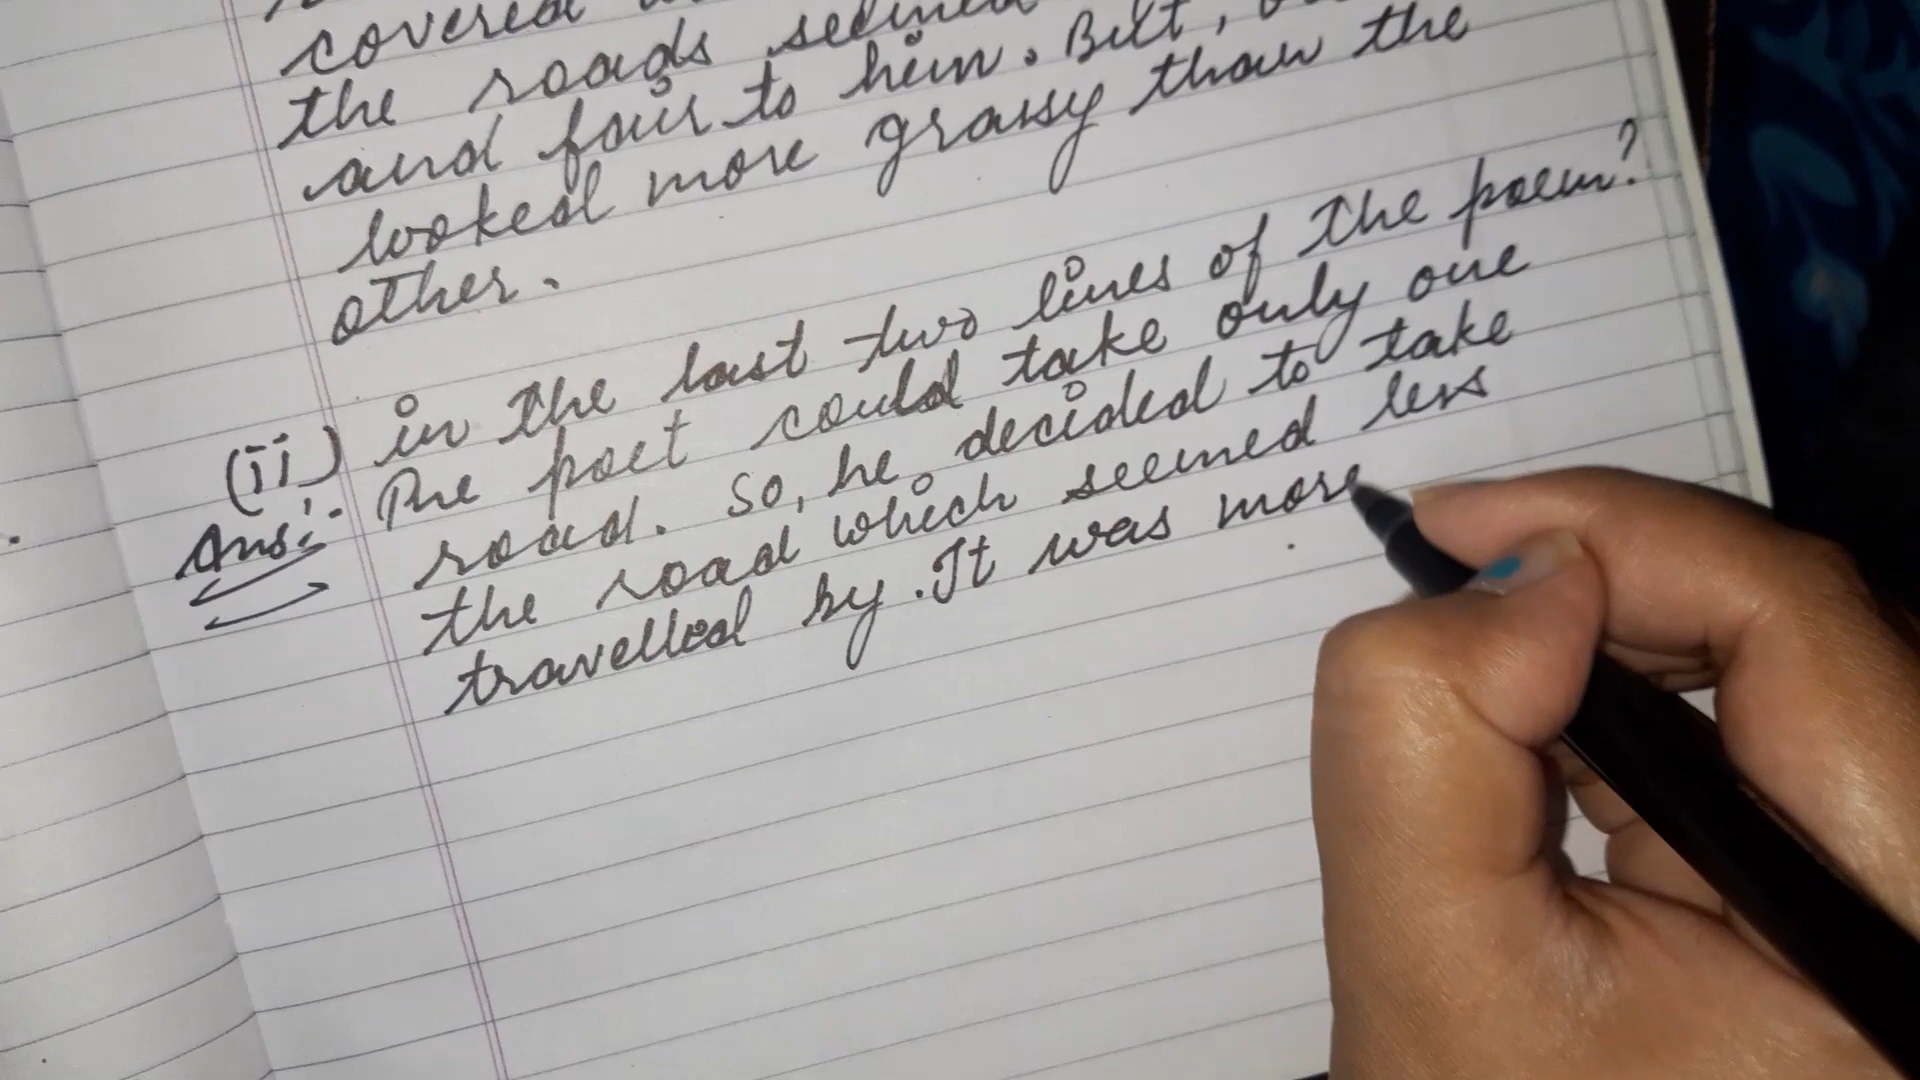 covered
the roads seemed
and fair to him. But,
looked more grassy than the
other.
(ii) in the last two lines of the poem?
Ans:- The poet could take only one
road. So, he decided to take
the road which seemed less
travelled by. It was more